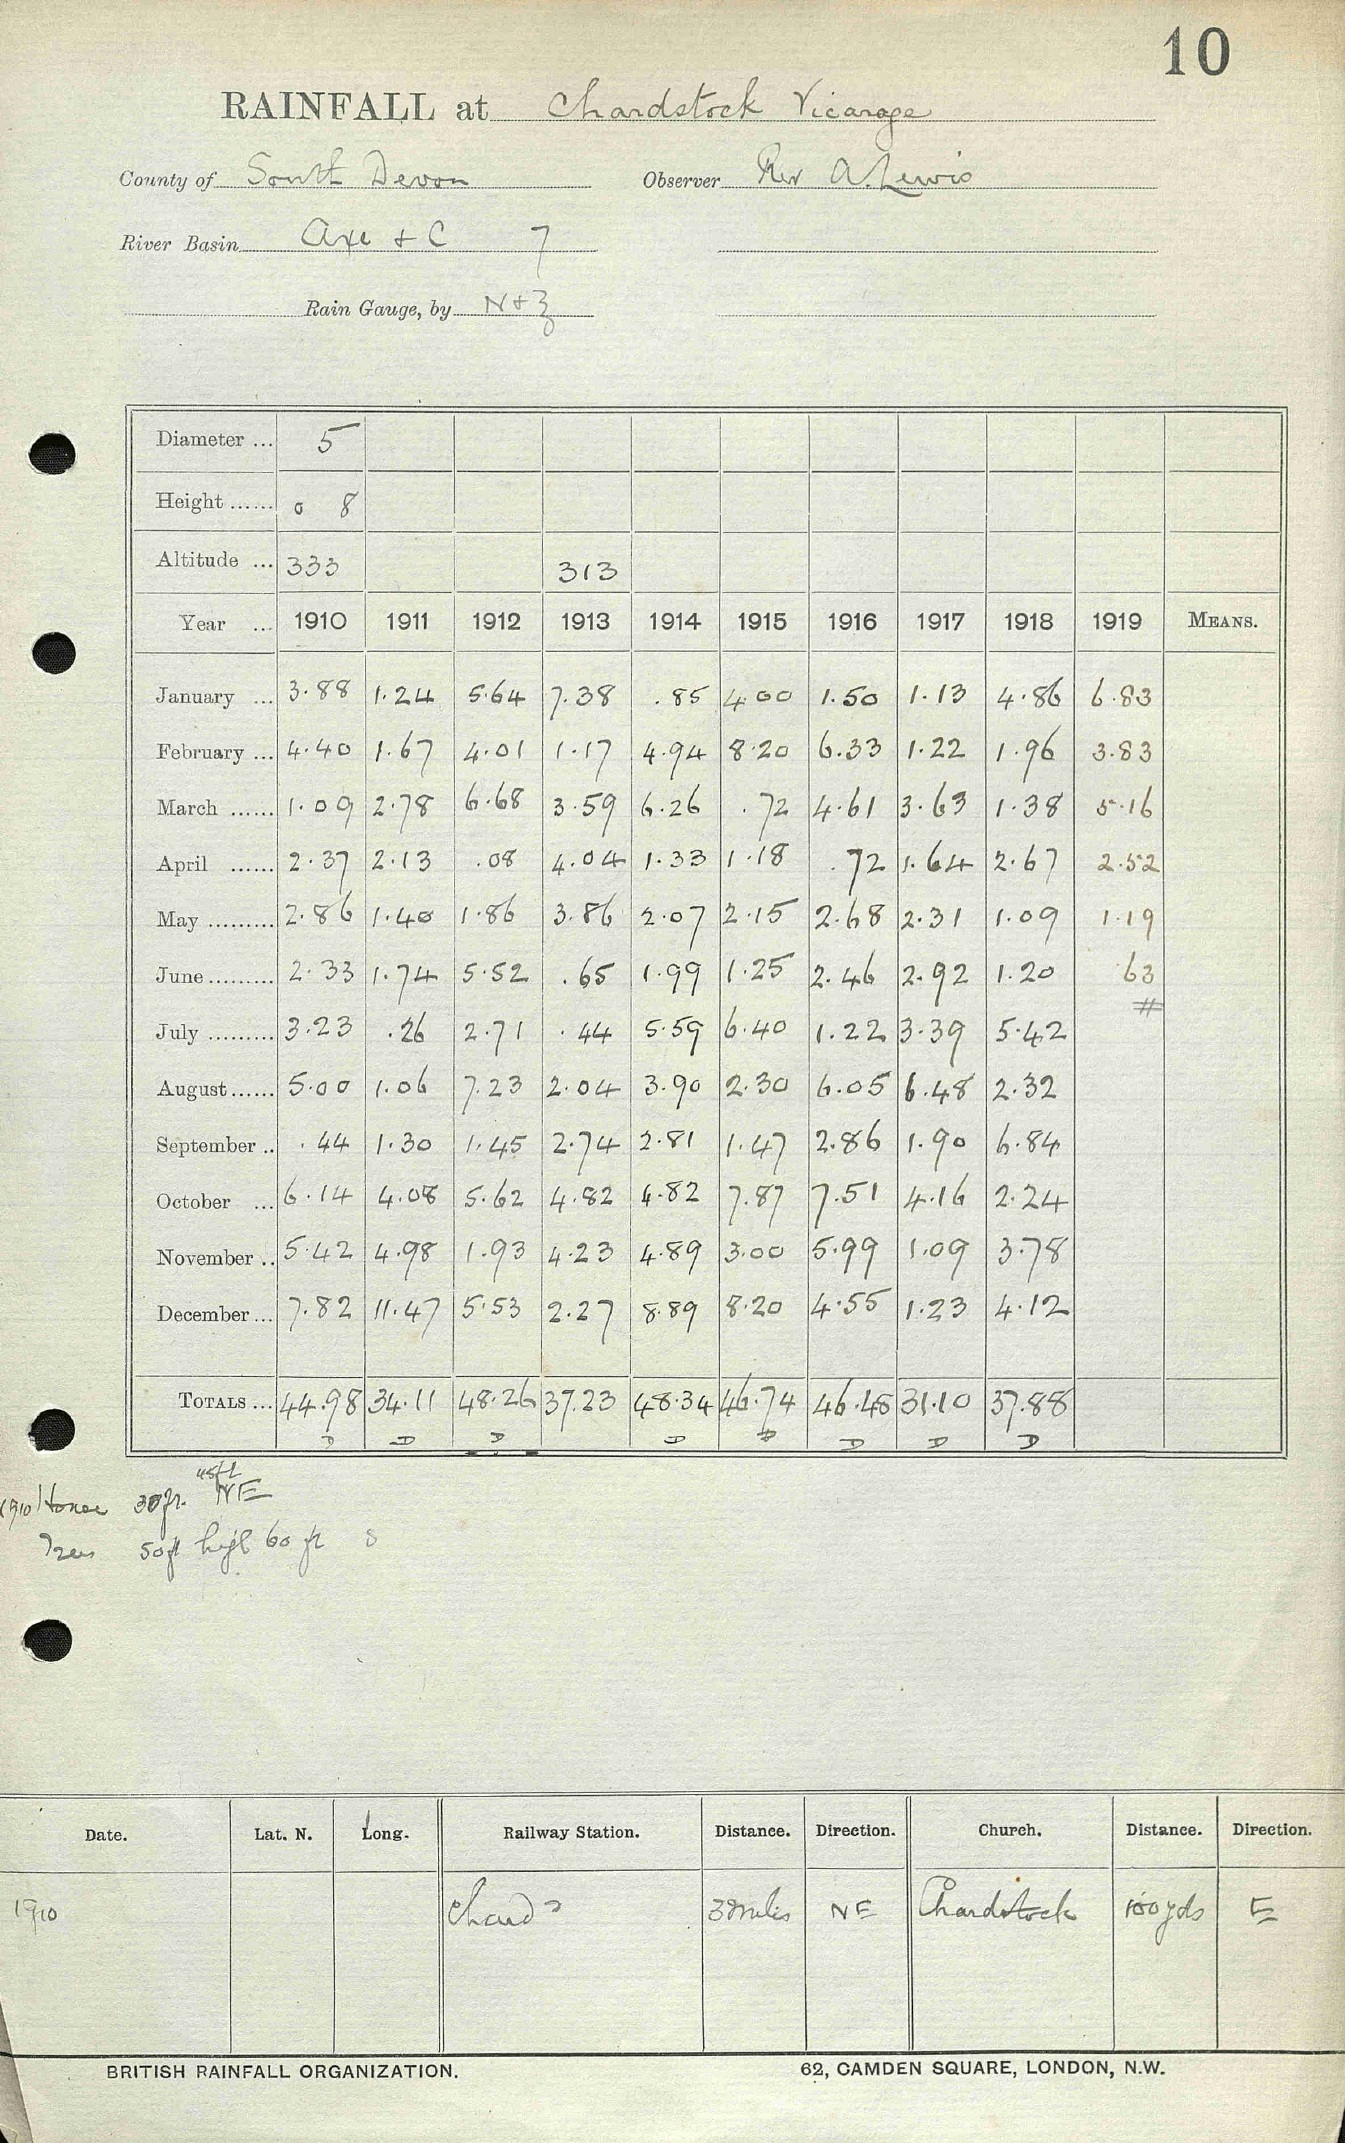 10
RAINFALL at Chardstock Vicarage
County of South Devon Observer Rev A. Lewis
River Basin Axe & C 7
Rain Gauge, by N & Z
Diameter ... 5
Height ...... 0 8
Altitude ... 333 313
Year ... 1910 1911 1912 1913 1914 1915 1916 1917 1918 1919 MEANS.
January ... 3.88 1.24 5.64 7.38 .85 4.00 1.50 1.13 4.86 6.83
February ... 4.40 1.67 4.01 1.17 4.94 8.20 6.33 1.22 1.96 3.83
March ...... 1.09 2.78 6.68 3.59 6.26 .72 4.61 3.63 1.38 5.16
April ...... 2.37 2.13 .08 4.04 1.33 1.18 .72 1.64 2.67 2.52
May ......... 2.86 1.40 1.86 3.86 2.07 2.15 2.68 2.31 1.09 1.19
June ......... 2.33 1.74 5.52 .65 1.99 1.25 2.46 2.92 1.20 .63
July ......... 3.23 .26 2.71 .44 5.59 6.40 1.22 3.39 5.42
August ...... 5.00 1.06 7.23 2.04 3.90 2.30 6.05 6.48 2.32
September .. .44 1.30 1.45 2.74 2.81 1.47 2.86 1.90 6.84
October ... 6.14 4.08 5.62 4.82 4.82 7.87 7.51 4.16 2.24
November .. 5.42 4.98 1.93 4.23 4.89 3.00 5.99 1.09 3.78
December ... 7.82 11.47 5.53 2.27 8.89 8.20 4.55 1.23 4.12
TOTALS ... 44.98 34.11 48.26 37.23 48.34 46.74 46.48 31.10 37.88
D D D D D D D D
45ft
1910 House 30ft. NE
Trees 50ft high 60 ft S
Date. Lat. N. Long. Railway Station. Distance. Direction. Church. Distance. Direction.
1910 Chard 3 miles NE Chardstock 100 yds E
BRITISH RAINFALL ORGANIZATION. 62, CAMDEN SQUARE, LONDON, N.W.